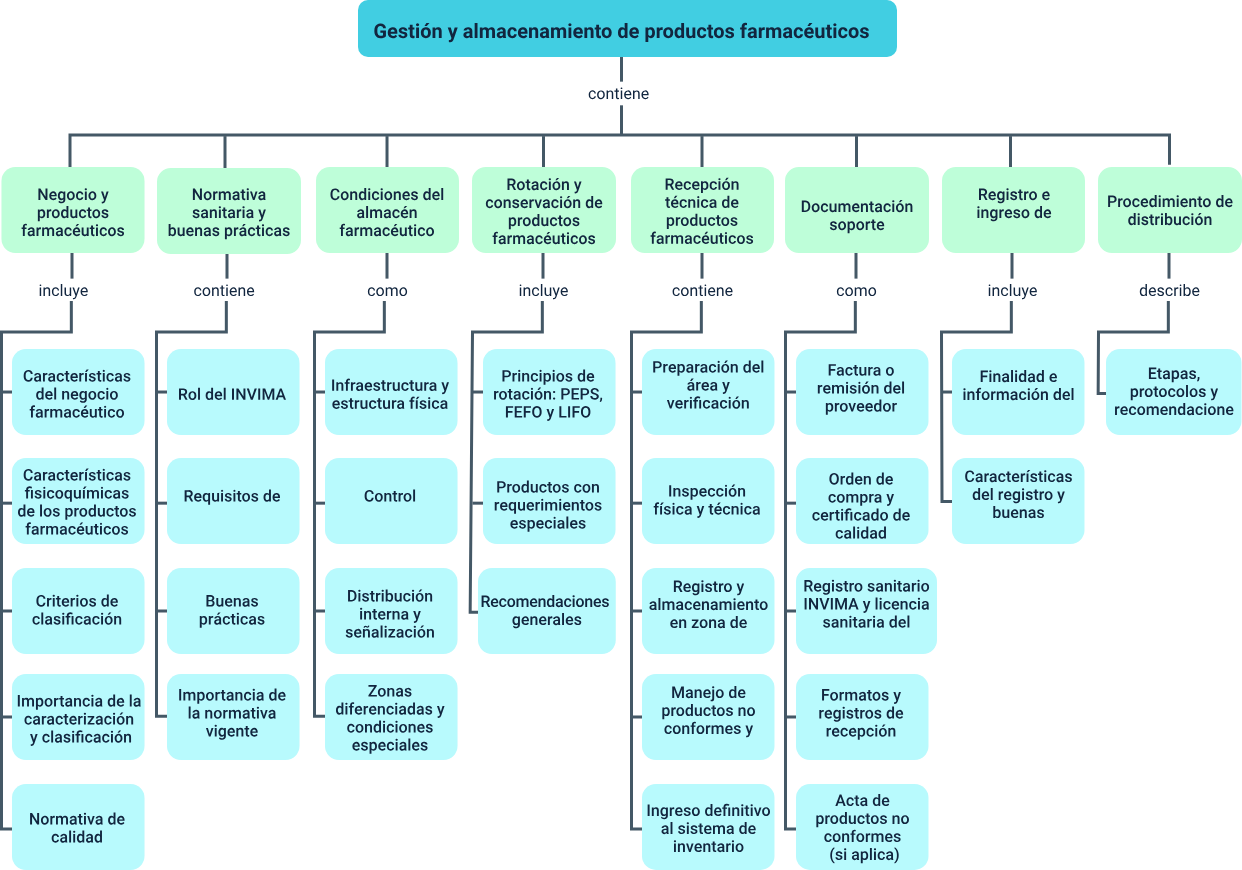 Gestión y almacenamiento de productos farmacéuticos
contiene
Negocio y
productos
farmacéuticos
incluye
Características
del negocio
farmacéutico
Características
fisicoquímicas
de los productos
farmacéuticos
Criterios de
clasificación
Importancia de la
caracterización
y clasificación
Normativa de
calidad
Normativa
sanitaria y
buenas prácticas
contiene
Rol del INVIMA
Requisitos de
Buenas
prácticas
Importancia de
la normativa
vigente
Condiciones del
almacén
farmacéutico
como
Infraestructura y
estructura física
Control
Distribución
interna y
señalización
Zonas
diferenciadas y
condiciones
especiales
Rotación y
conservación de
productos
farmacéuticos
incluye
Principios de
rotación: PEPS,
FEFO y LIFO
Productos con
requerimientos
especiales
Recomendaciones
generales
Recepción
técnica de
productos
farmacéuticos
contiene
Preparación del
área y
verificación
Inspección
física y técnica
Registro y
almacenamiento
en zona de
Manejo de
productos no
conformes y
Ingreso definitivo
al sistema de
inventario
Documentación
soporte
como
Factura o
remisión del
proveedor
Orden de
compra y
certificado de
calidad
Registro sanitario
INVIMA y licencia
sanitaria del
Formatos y
registros de
recepción
Acta de
productos no
conformes
(si aplica)
Registro e
ingreso de
incluye
Finalidad e
información del
Características
del registro y
buenas
Procedimiento de
distribución
describe
Etapas,
protocolos y
recomendacione